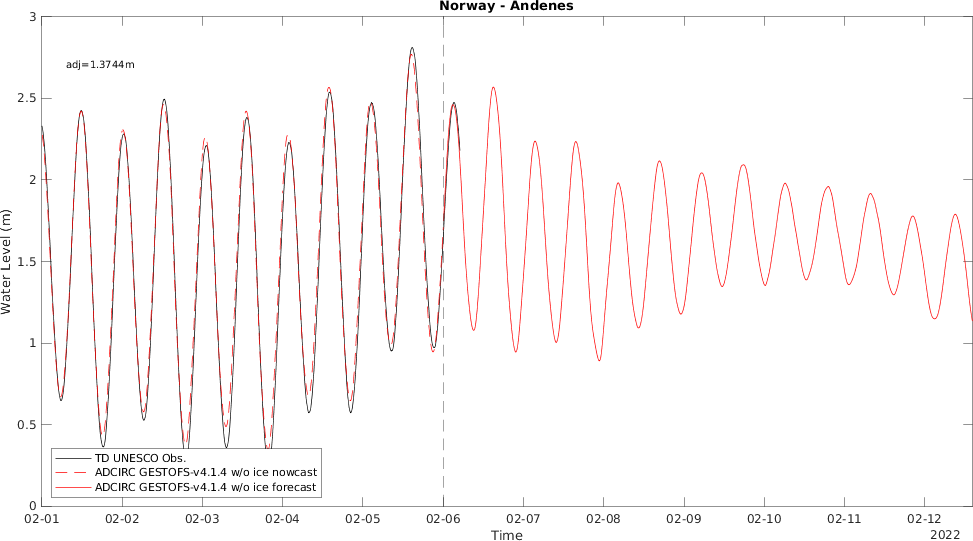 Norway - Andenes
adj=1.3744m
3
2.5
2
1.5
1
0.5
0
Water Level (m)
TD UNESCO Obs.
ADCIRC GESTOFS-v4.1.4 w/o ice nowcast
ADCIRC GESTOFS-v4.1.4 w/o ice forecast
02-01 02-02 02-03 02-04 02-05 02-06 02-07 02-08 02-09 02-10 02-11 02-12
Time
2022